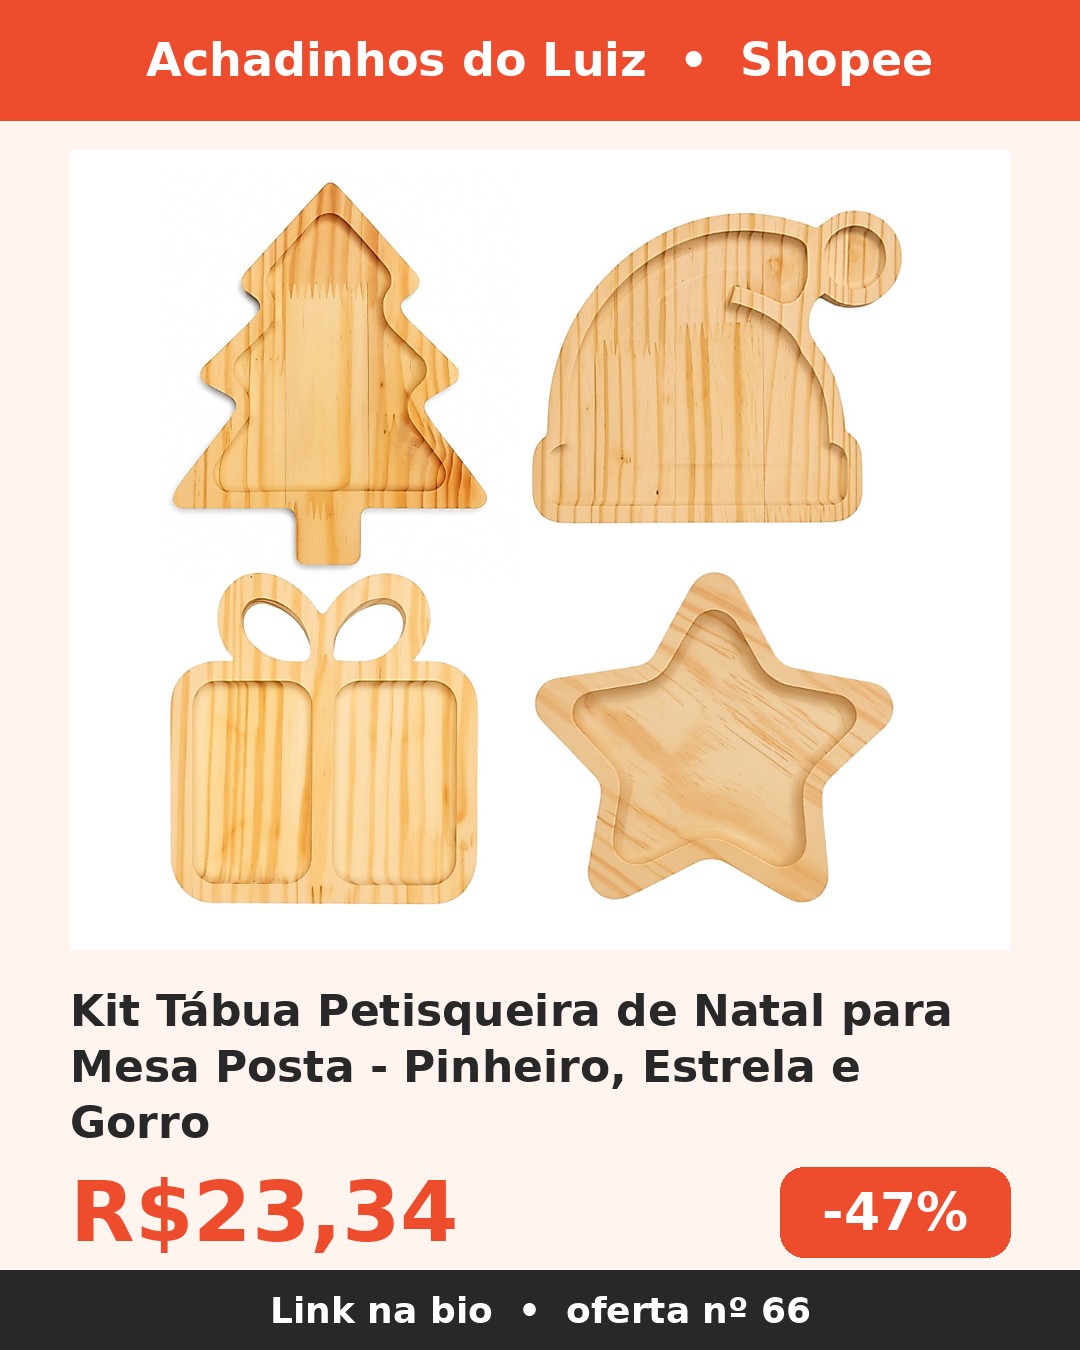 Achadinhos do Luiz • Shopee
Kit Tábua Petisqueira de Natal para
Mesa Posta - Pinheiro, Estrela e
Gorro
R$23,34
-47%
Link na bio • oferta nº 66